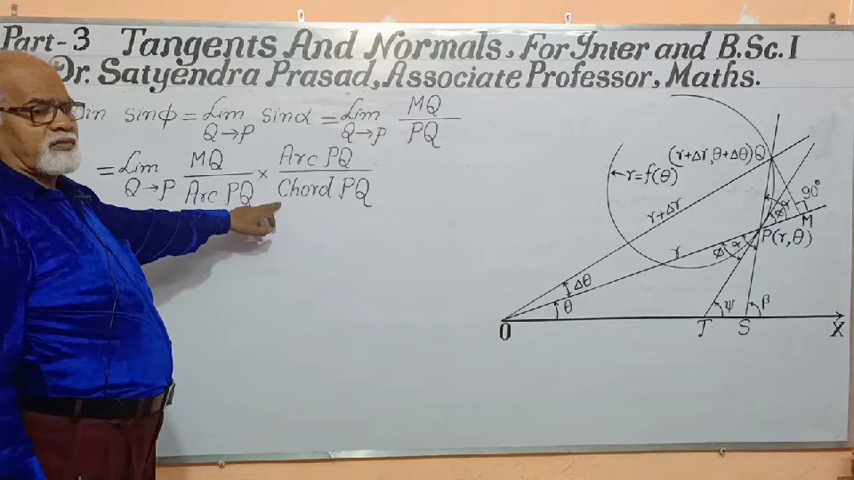 Part-3 Tangents And Normals, For Inter and B.Sc. I
Dr. Satyendra Prasad, Associate Professor, Maths.
sinφ = Lim Q→P sinα = Lim Q→P MQ/PQ
= Lim Q→P MQ/Arc PQ × Arc PQ/Chord PQ
(r+Δr, θ+Δθ) Q
r=f(θ)
90°
r+Δr
φ α
M
r
P(r,θ)
φ α
Δθ
θ
ψ β
O T S X